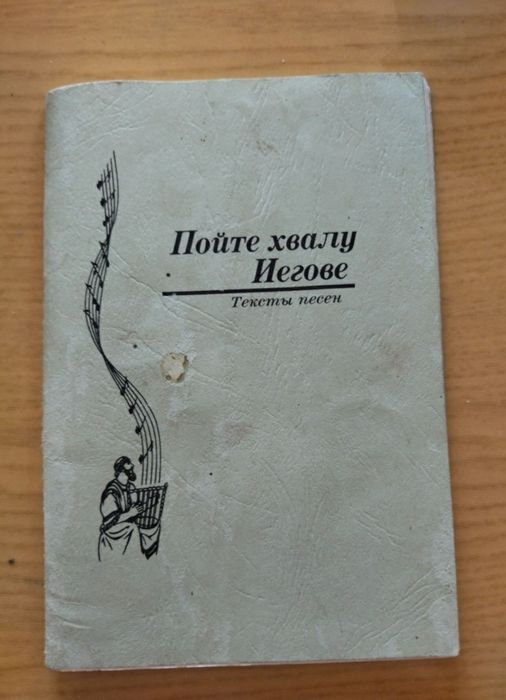 Пойте хвалу
Иегове
Тексты песен